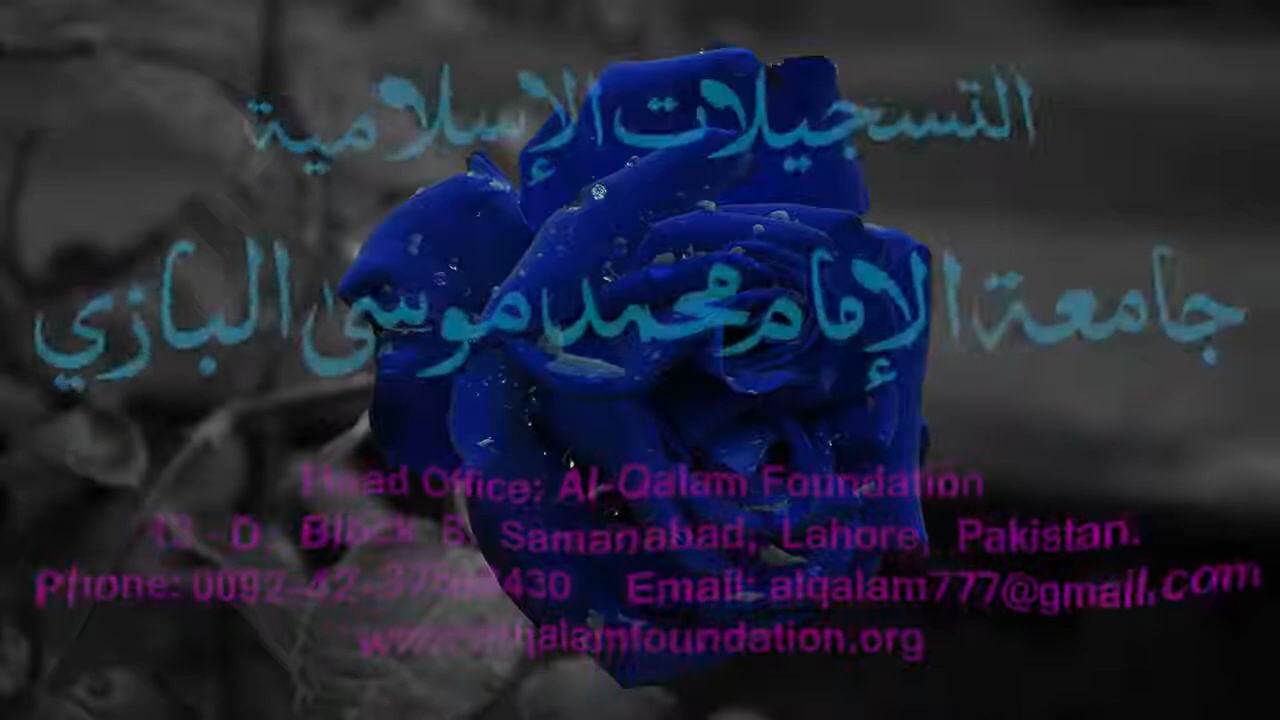 التسجيلات الإسلامية
جامعة الإمام محمد موسى البازي
Head Office: Al-Qalam Foundation
D. Block B, Samanabad, Lahore, Pakistan.
Phone: Email: alqalam777@gmail.com